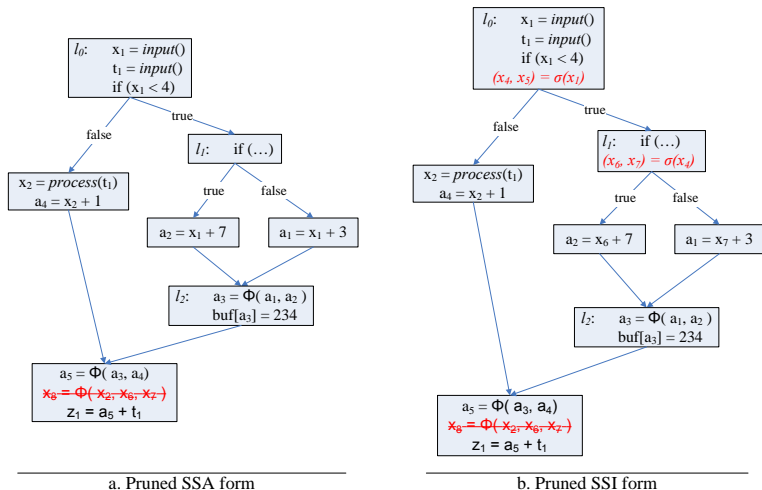 l₀: x₁ = input()
t₁ = input()
if (x₁ < 4)
false
true
l₁: if (…)
x₂ = process(t₁)
a₄ = x₂ + 1
true
false
a₂ = x₁ + 7
a₁ = x₁ + 3
l₂: a₃ = Φ( a₁, a₂ )
buf[a₃] = 234
a₅ = Φ( a₃, a₄)
x₈ = Φ( x₂, x₆, x₇ )
z₁ = a₅ + t₁
a. Pruned SSA form
l₀: x₁ = input()
t₁ = input()
if (x₁ < 4)
(x₄, x₅) = σ(x₁)
false
true
l₁: if (…)
(x₆, x₇) = σ(x₄)
x₂ = process(t₁)
a₄ = x₂ + 1
true
false
a₂ = x₆ + 7
a₁ = x₇ + 3
l₂: a₃ = Φ( a₁, a₂ )
buf[a₃] = 234
a₅ = Φ( a₃, a₄)
x₈ = Φ( x₂, x₆, x₇ )
z₁ = a₅ + t₁
b. Pruned SSI form